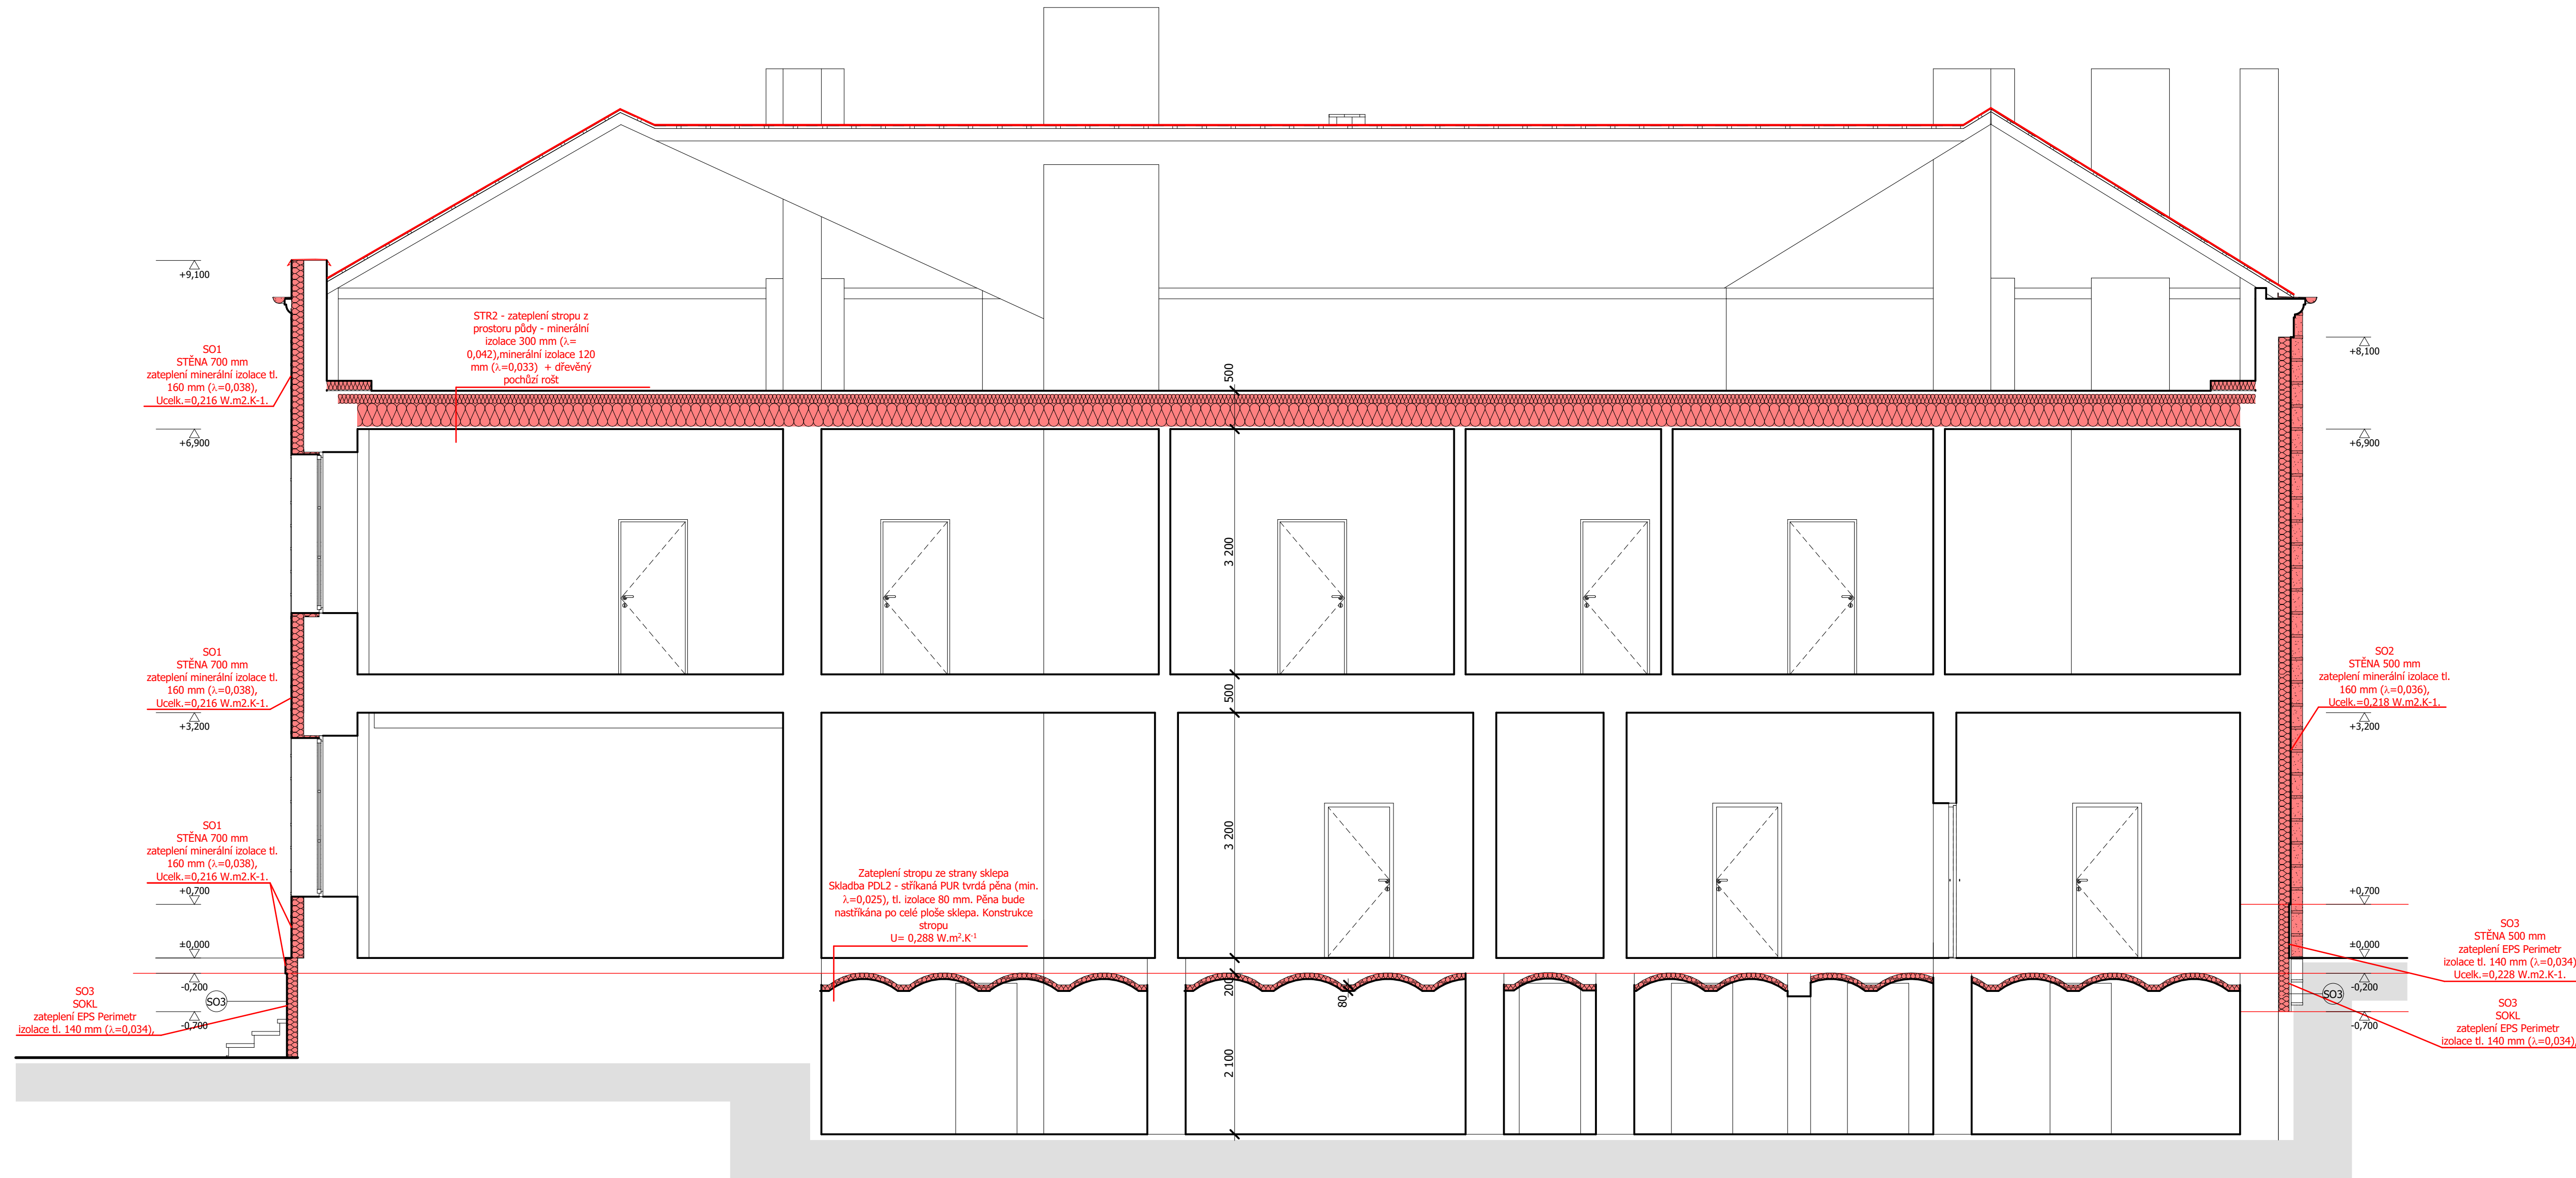 +9,100
STR2 - zateplení stropu z
prostoru půdy - minerální
izolace 300 mm (λ=
0,042),minerální izolace 120
mm (λ=0,033)  + dřevěný
pochůzí rošt
SO1
STĚNA 700 mm
zateplení minerální izolace tl.
160 mm (λ=0,038),
Ucelk.=0,216 W.m2.K-1.
+8,100
500
+6,900
+6,900
3 200
SO1
STĚNA 700 mm
zateplení minerální izolace tl.
160 mm (λ=0,038),
Ucelk.=0,216 W.m2.K-1.
SO2
STĚNA 500 mm
zateplení minerální izolace tl.
160 mm (λ=0,036),
Ucelk.=0,218 W.m2.K-1.
500
+3,200
+3,200
3 200
SO1
STĚNA 700 mm
zateplení minerální izolace tl.
160 mm (λ=0,038),
Ucelk.=0,216 W.m2.K-1.
Zateplení stropu ze strany sklepa
Skladba PDL2 - stříkaná PUR tvrdá pěna (min.
λ=0,025), tl. izolace 80 mm. Pěna bude
nastříkána po celé ploše sklepa. Konstrukce
stropu
U= 0,288 W.m².K⁻¹
+0,700
+0,700
±0,000
±0,000
SO3
STĚNA 500 mm
zateplení EPS Perimetr
izolace tl. 140 mm (λ=0,034)
Ucelk.=0,228 W.m2.K-1.
-0,200
-0,200
200
80
SO3
SO3
SO3
SOKL
zateplení EPS Perimetr
izolace tl. 140 mm (λ=0,034),
-0,700
-0,700
SO3
SOKL
zateplení EPS Perimetr
izolace tl. 140 mm (λ=0,034),
2 100